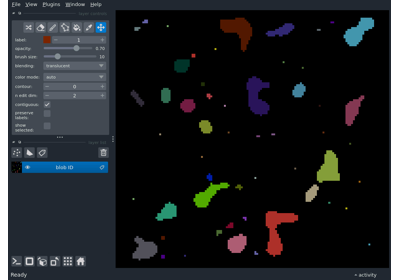 File View Plugins Window Help
label: 1
opacity: 0.70
brush size: 10
blending: translucent
color mode: auto
contour: 0
n edit dim: 2
contiguous:
preserve labels:
show selected:
blob ID
Ready
activity